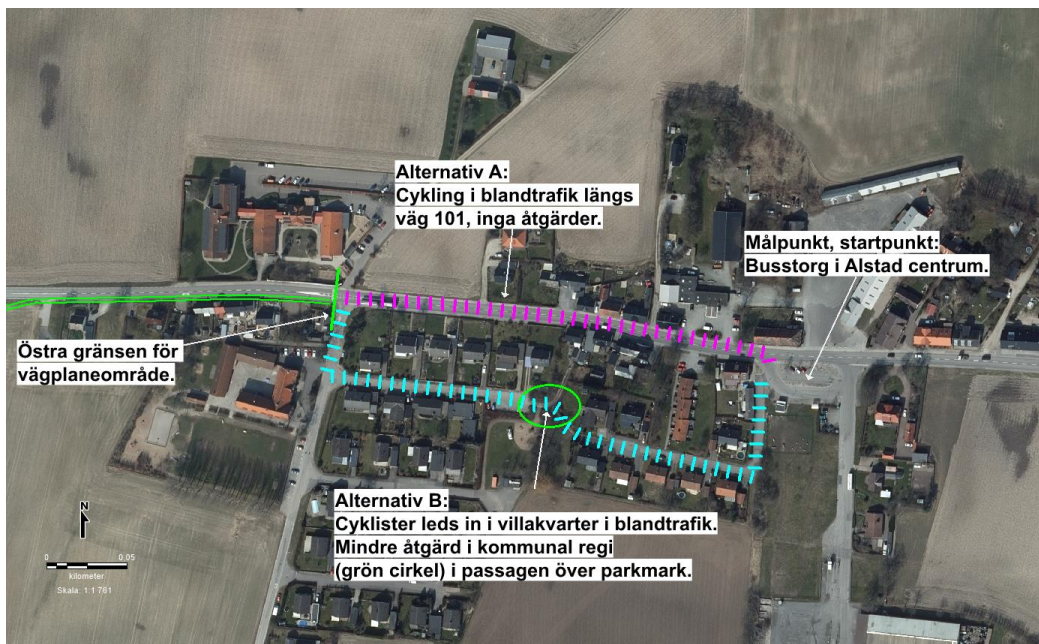 Alternativ A:
Cykling i blandtrafik längs
väg 101, inga åtgärder.
Målpunkt, startpunkt:
Busstorg i Alstad centrum.
Östra gränsen för
vägplaneområde.
Alternativ B:
Cyklister leds in i villakvarter i blandtrafik.
Mindre åtgärd i kommunal regi
(grön cirkel) i passagen över parkmark.
N
0 0.05
kilometer
Skala: 1:1 761